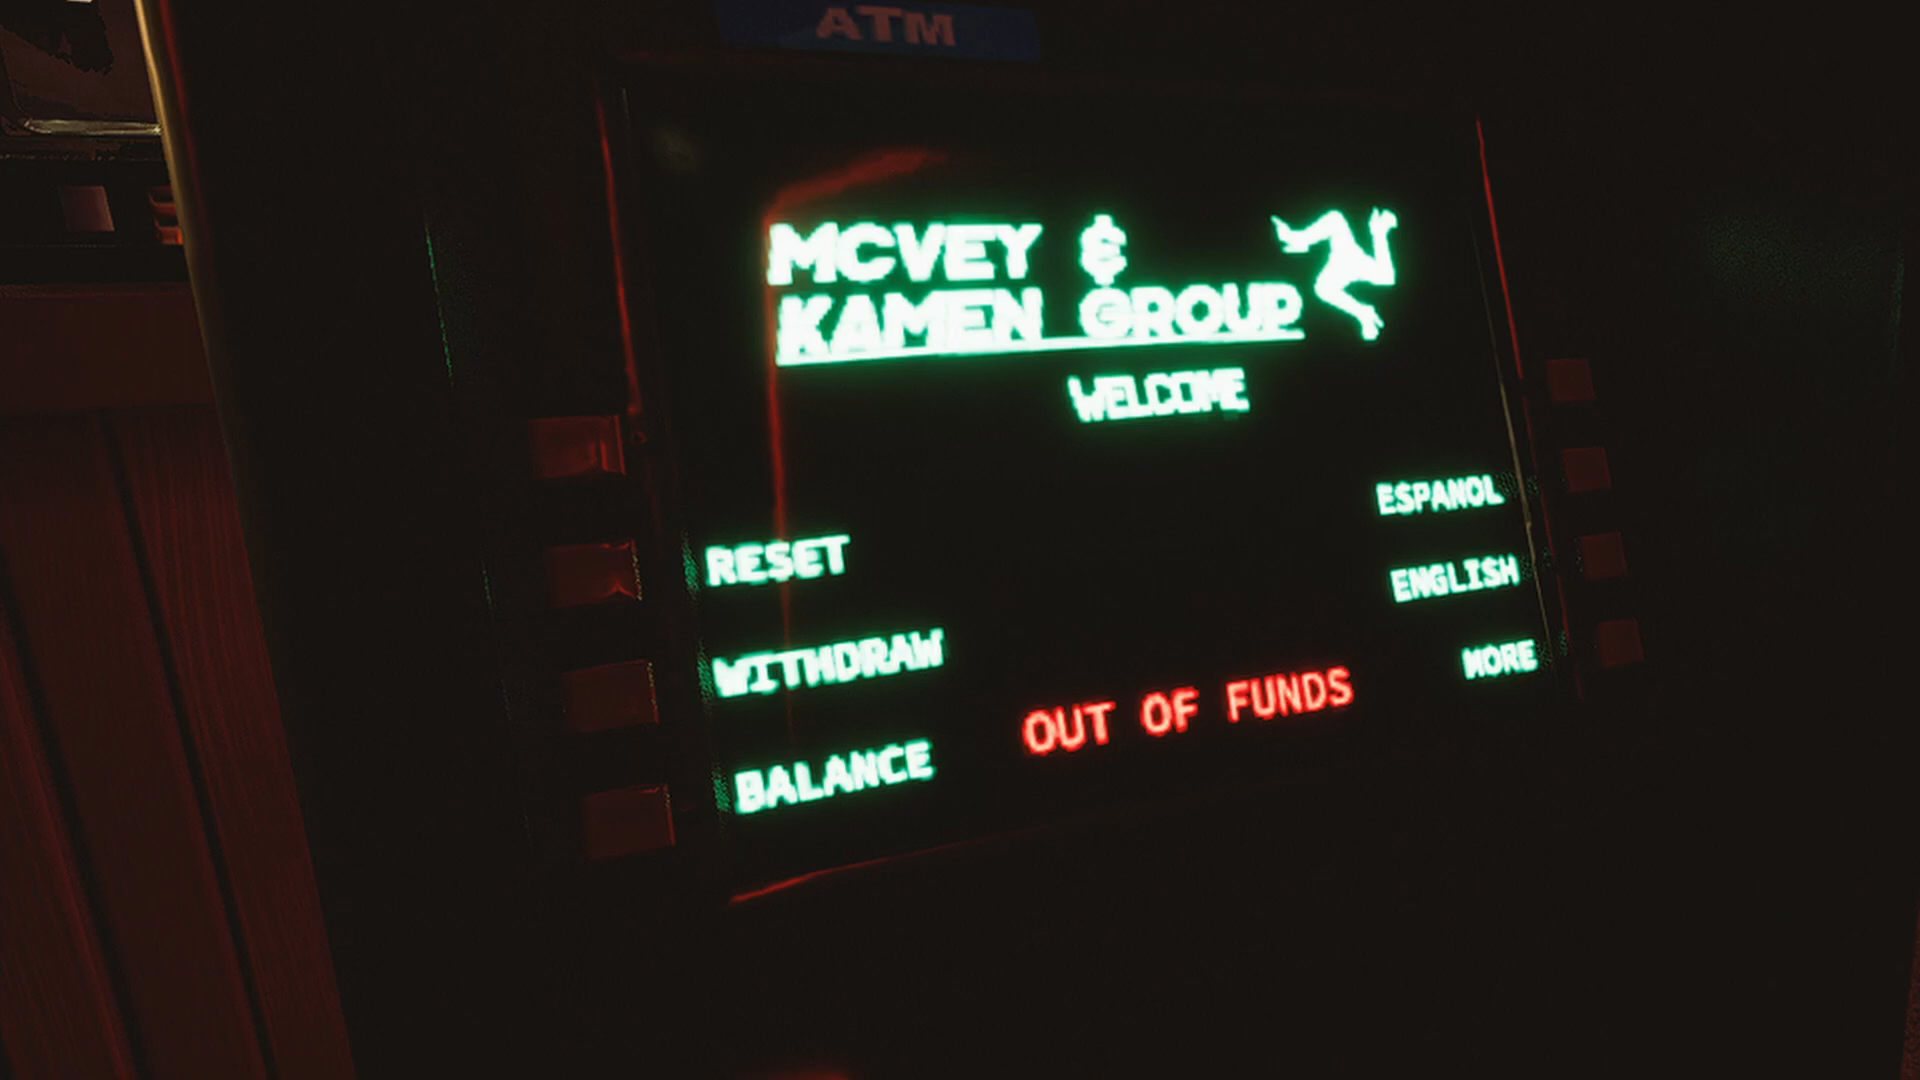 ATM
MCVEY &
KAMEN GROUP
WELCOME
ESPANOL
RESET
ENGLISH
WITHDRAW
MORE
OUT OF FUNDS
BALANCE